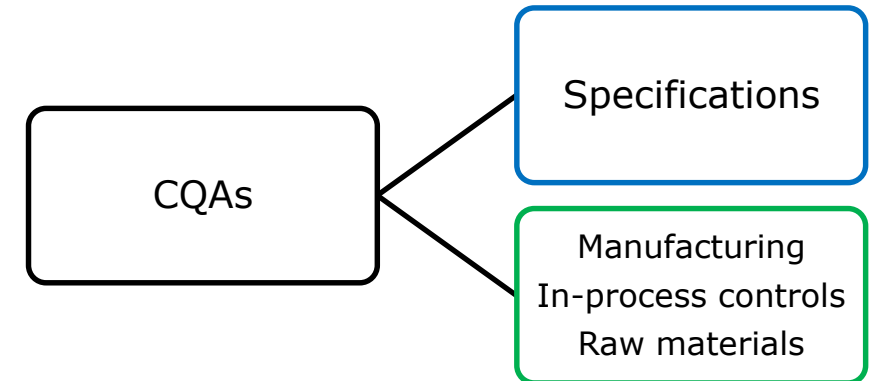 CQAs
Specifications
Manufacturing
In-process controls
Raw materials